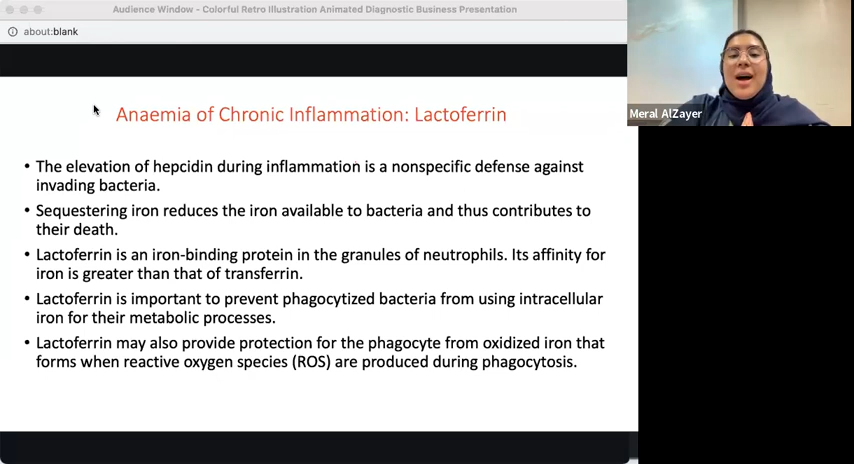 Audience Window - Colorful Retro Illustration Animated Diagnostic Business Presentation
about:blank
Anaemia of Chronic Inflammation: Lactoferrin
• The elevation of hepcidin during inflammation is a nonspecific defense against
invading bacteria.
• Sequestering iron reduces the iron available to bacteria and thus contributes to
their death.
• Lactoferrin is an iron-binding protein in the granules of neutrophils. Its affinity for
iron is greater than that of transferrin.
• Lactoferrin is important to prevent phagocytized bacteria from using intracellular
iron for their metabolic processes.
• Lactoferrin may also provide protection for the phagocyte from oxidized iron that
forms when reactive oxygen species (ROS) are produced during phagocytosis.
Meral AlZayer